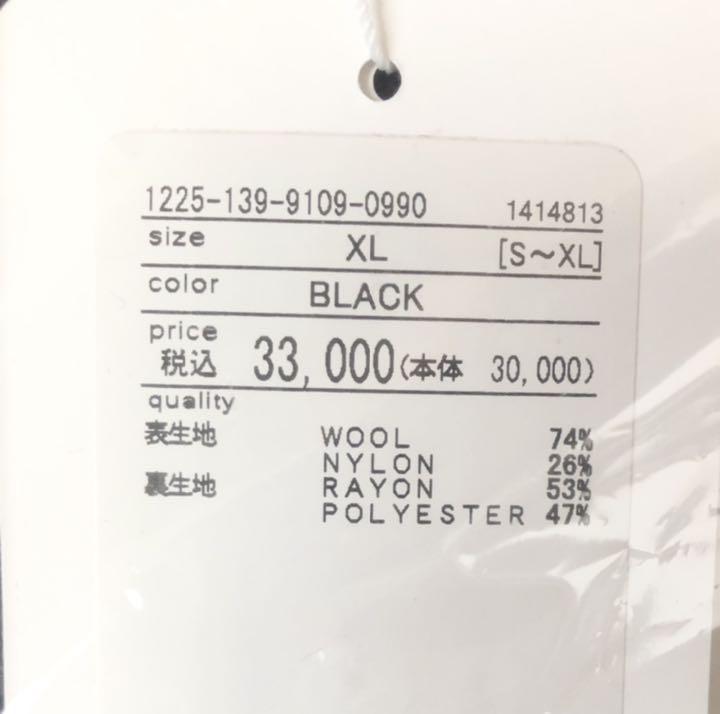 1225-139-9109-0990 1414813
size XL [S～XL]
color BLACK
price
税込 33,000(本体 30,000)
quality
表生地 WOOL 74%
NYLON 26%
裏生地 RAYON 53%
POLYESTER 47%